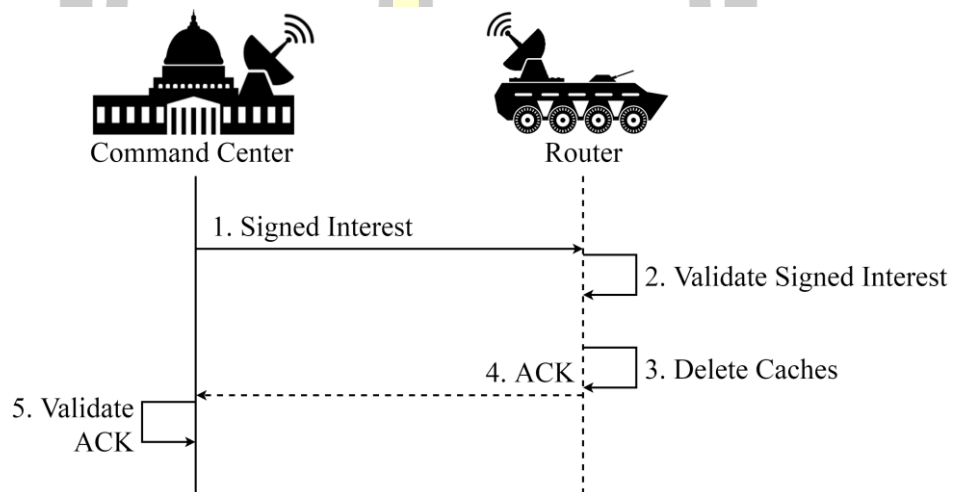 Command Center
Router
1. Signed Interest
2. Validate Signed Interest
3. Delete Caches
4. ACK
5. Validate
ACK